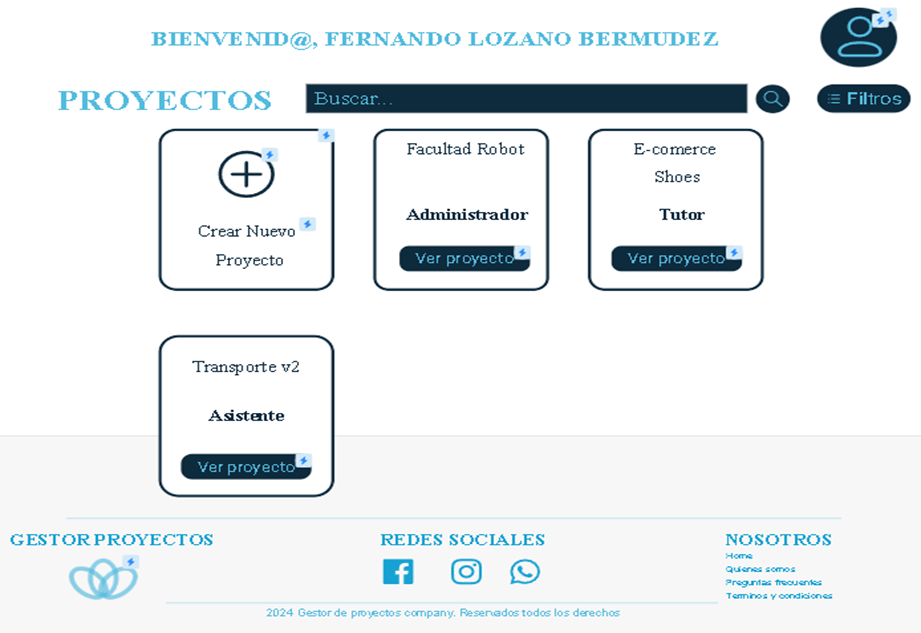 BIENVENID@, FERNANDO LOZANO BERMUDEZ
PROYECTOS
Buscar...
Filtros
Crear Nuevo
Proyecto
Facultad Robot
Administrador
Ver proyecto
E-comerce
Shoes
Tutor
Ver proyecto
Transporte v2
Asistente
Ver proyecto
GESTOR PROYECTOS
REDES SOCIALES
NOSOTROS
Home
Quienes somos
Preguntas frecuentes
Terminos y condiciones
2024 Gestor de proyectos company. Reservados todos los derechos